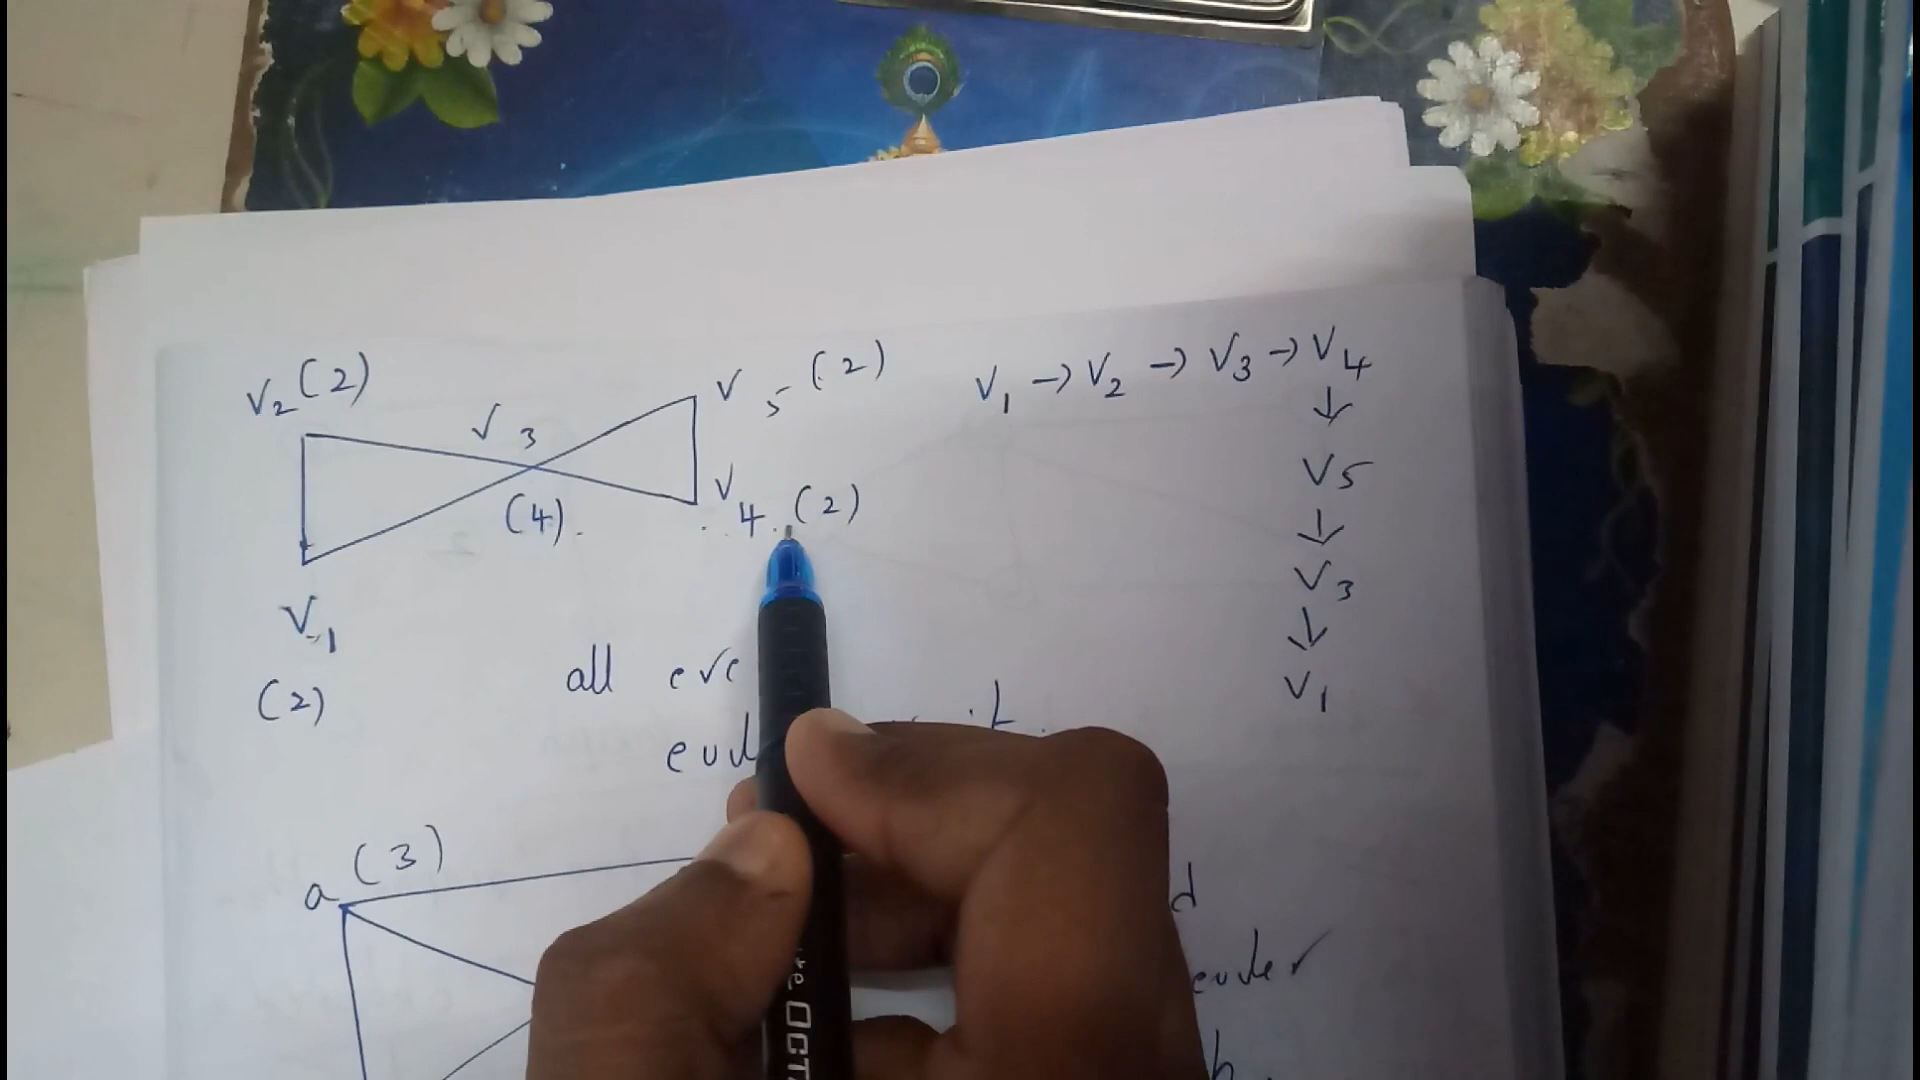 V2 (2)
V3
V5 (2)
(4).
V4 (2)
V1
(2)
V1 → V2 → V3 → V4
↓
V5
↓
V3
↓
V1
all
a (3)
euler
OCT